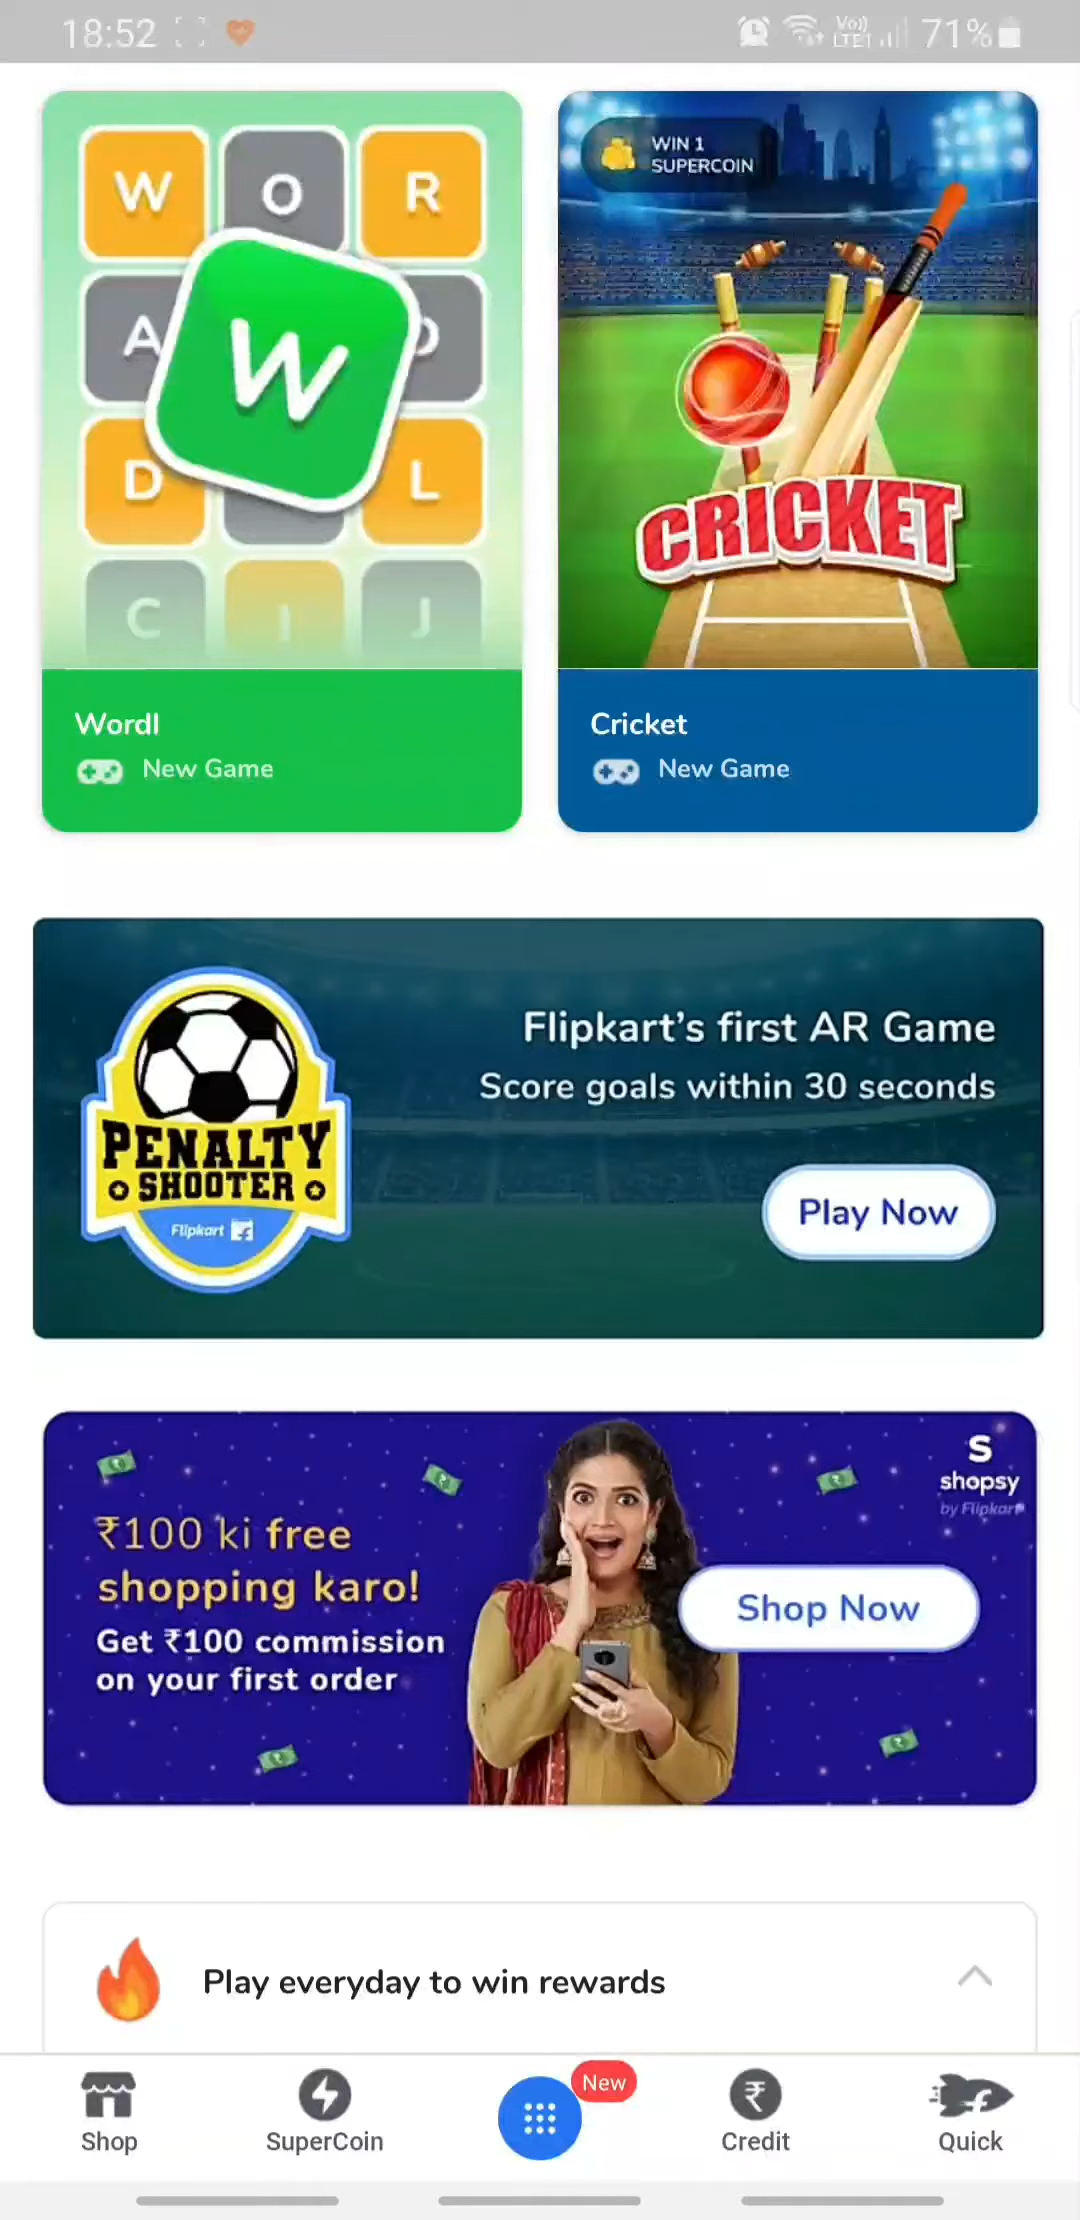 18:52
Vo))
LTE1
71%
W O R
A D
W
D L
C I J
WIN 1
SUPERCOIN
CRICKET
Wordl
New Game
Cricket
New Game
PENALTY
SHOOTER
Flipkart
Flipkart’s first AR Game
Score goals within 30 seconds
Play Now
₹100 ki free
shopping karo!
Get ₹100 commission
on your first order
S
shopsy
by Flipkart
Shop Now
Play everyday to win rewards
New
Shop
SuperCoin
Credit
Quick